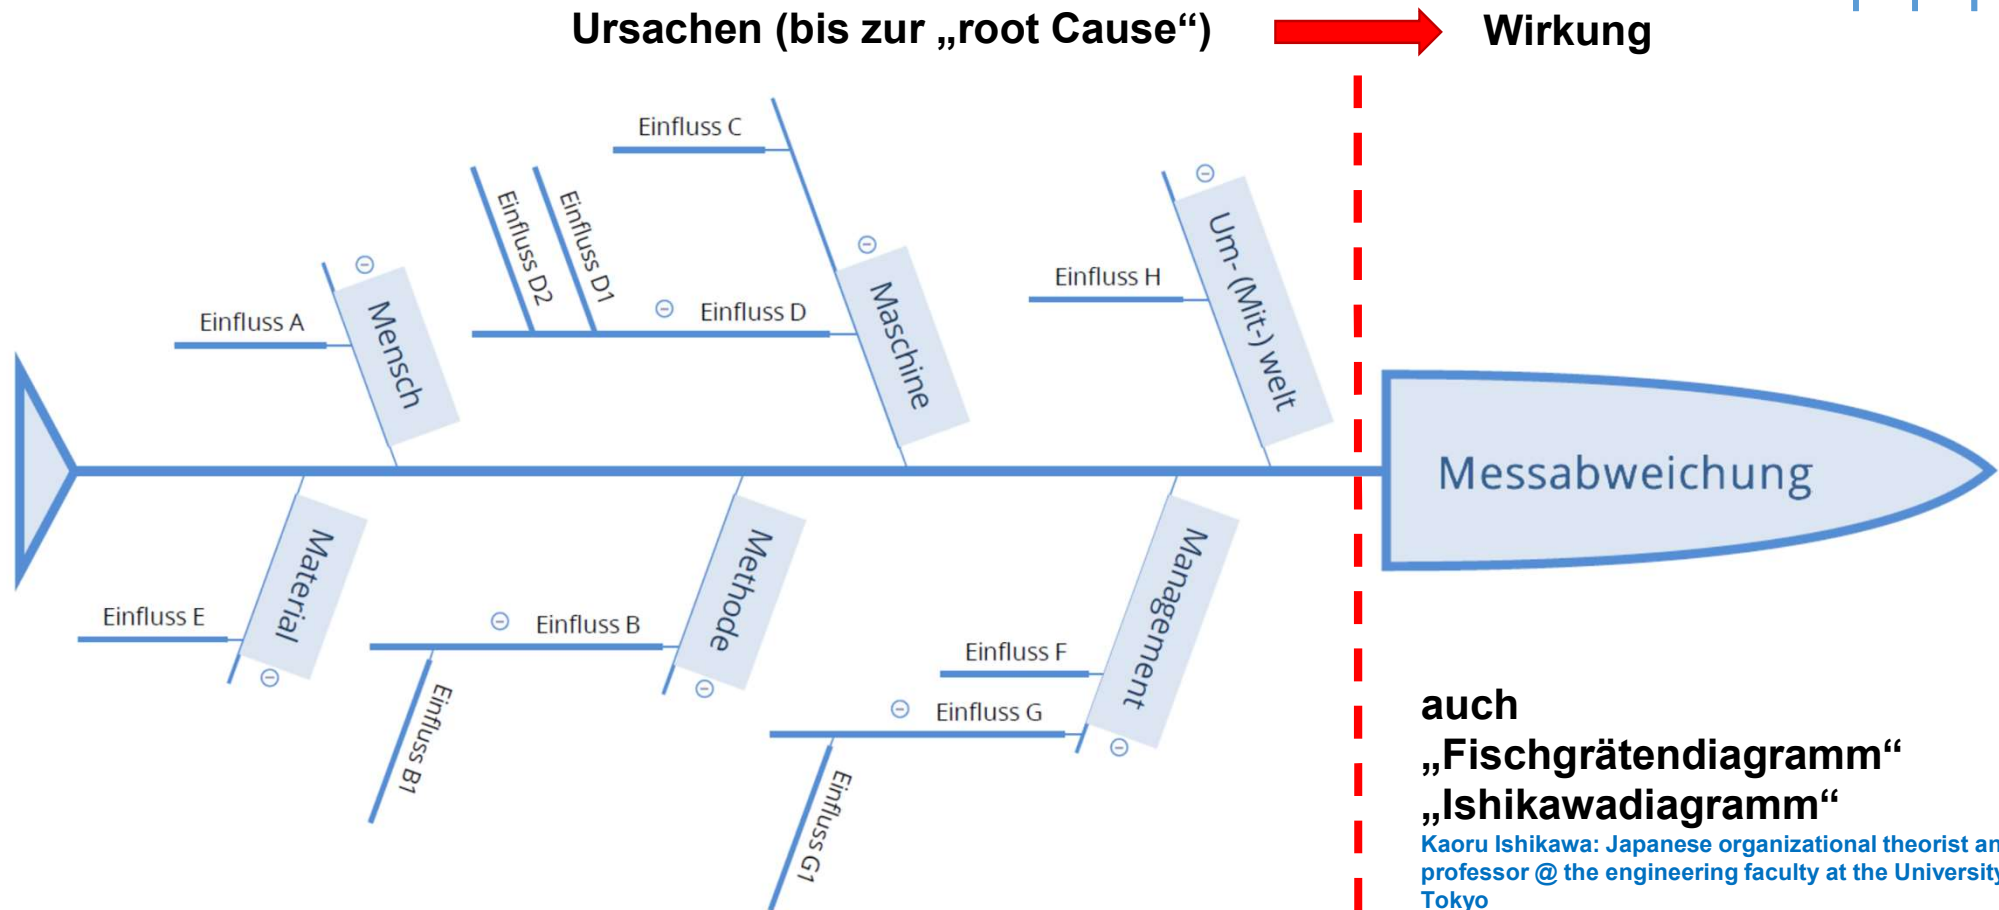 Ursachen (bis zur „root Cause“)
Wirkung
Einfluss C
Einfluss D2
Einfluss D1
Einfluss D
Maschine
Einfluss A
Mensch
Einfluss H
Um- (Mit-) welt
Messabweichung
Einfluss E
Material
Einfluss B
Einfluss B1
Methode
Einfluss F
Einfluss G
Einfluss G1
Management
auch
„Fischgrätendiagramm“
„Ishikawadiagramm“
Kaoru Ishikawa: Japanese organizational theorist an
professor @ the engineering faculty at the University
Tokyo